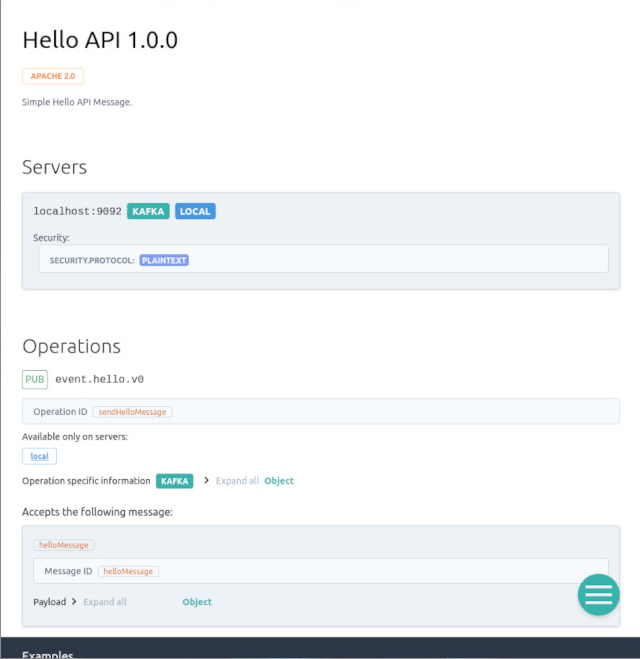 Hello API 1.0.0
APACHE 2.0
Simple Hello API Message.
Servers
localhost:9092 KAFKA LOCAL
Security:
SECURITY.PROTOCOL: PLAINTEXT
Operations
PUB event.hello.v0
Operation ID sendHelloMessage
Available only on servers:
local
Operation specific information KAFKA > Expand all Object
Accepts the following message:
helloMessage
Message ID helloMessage
Payload > Expand all Object
Examples